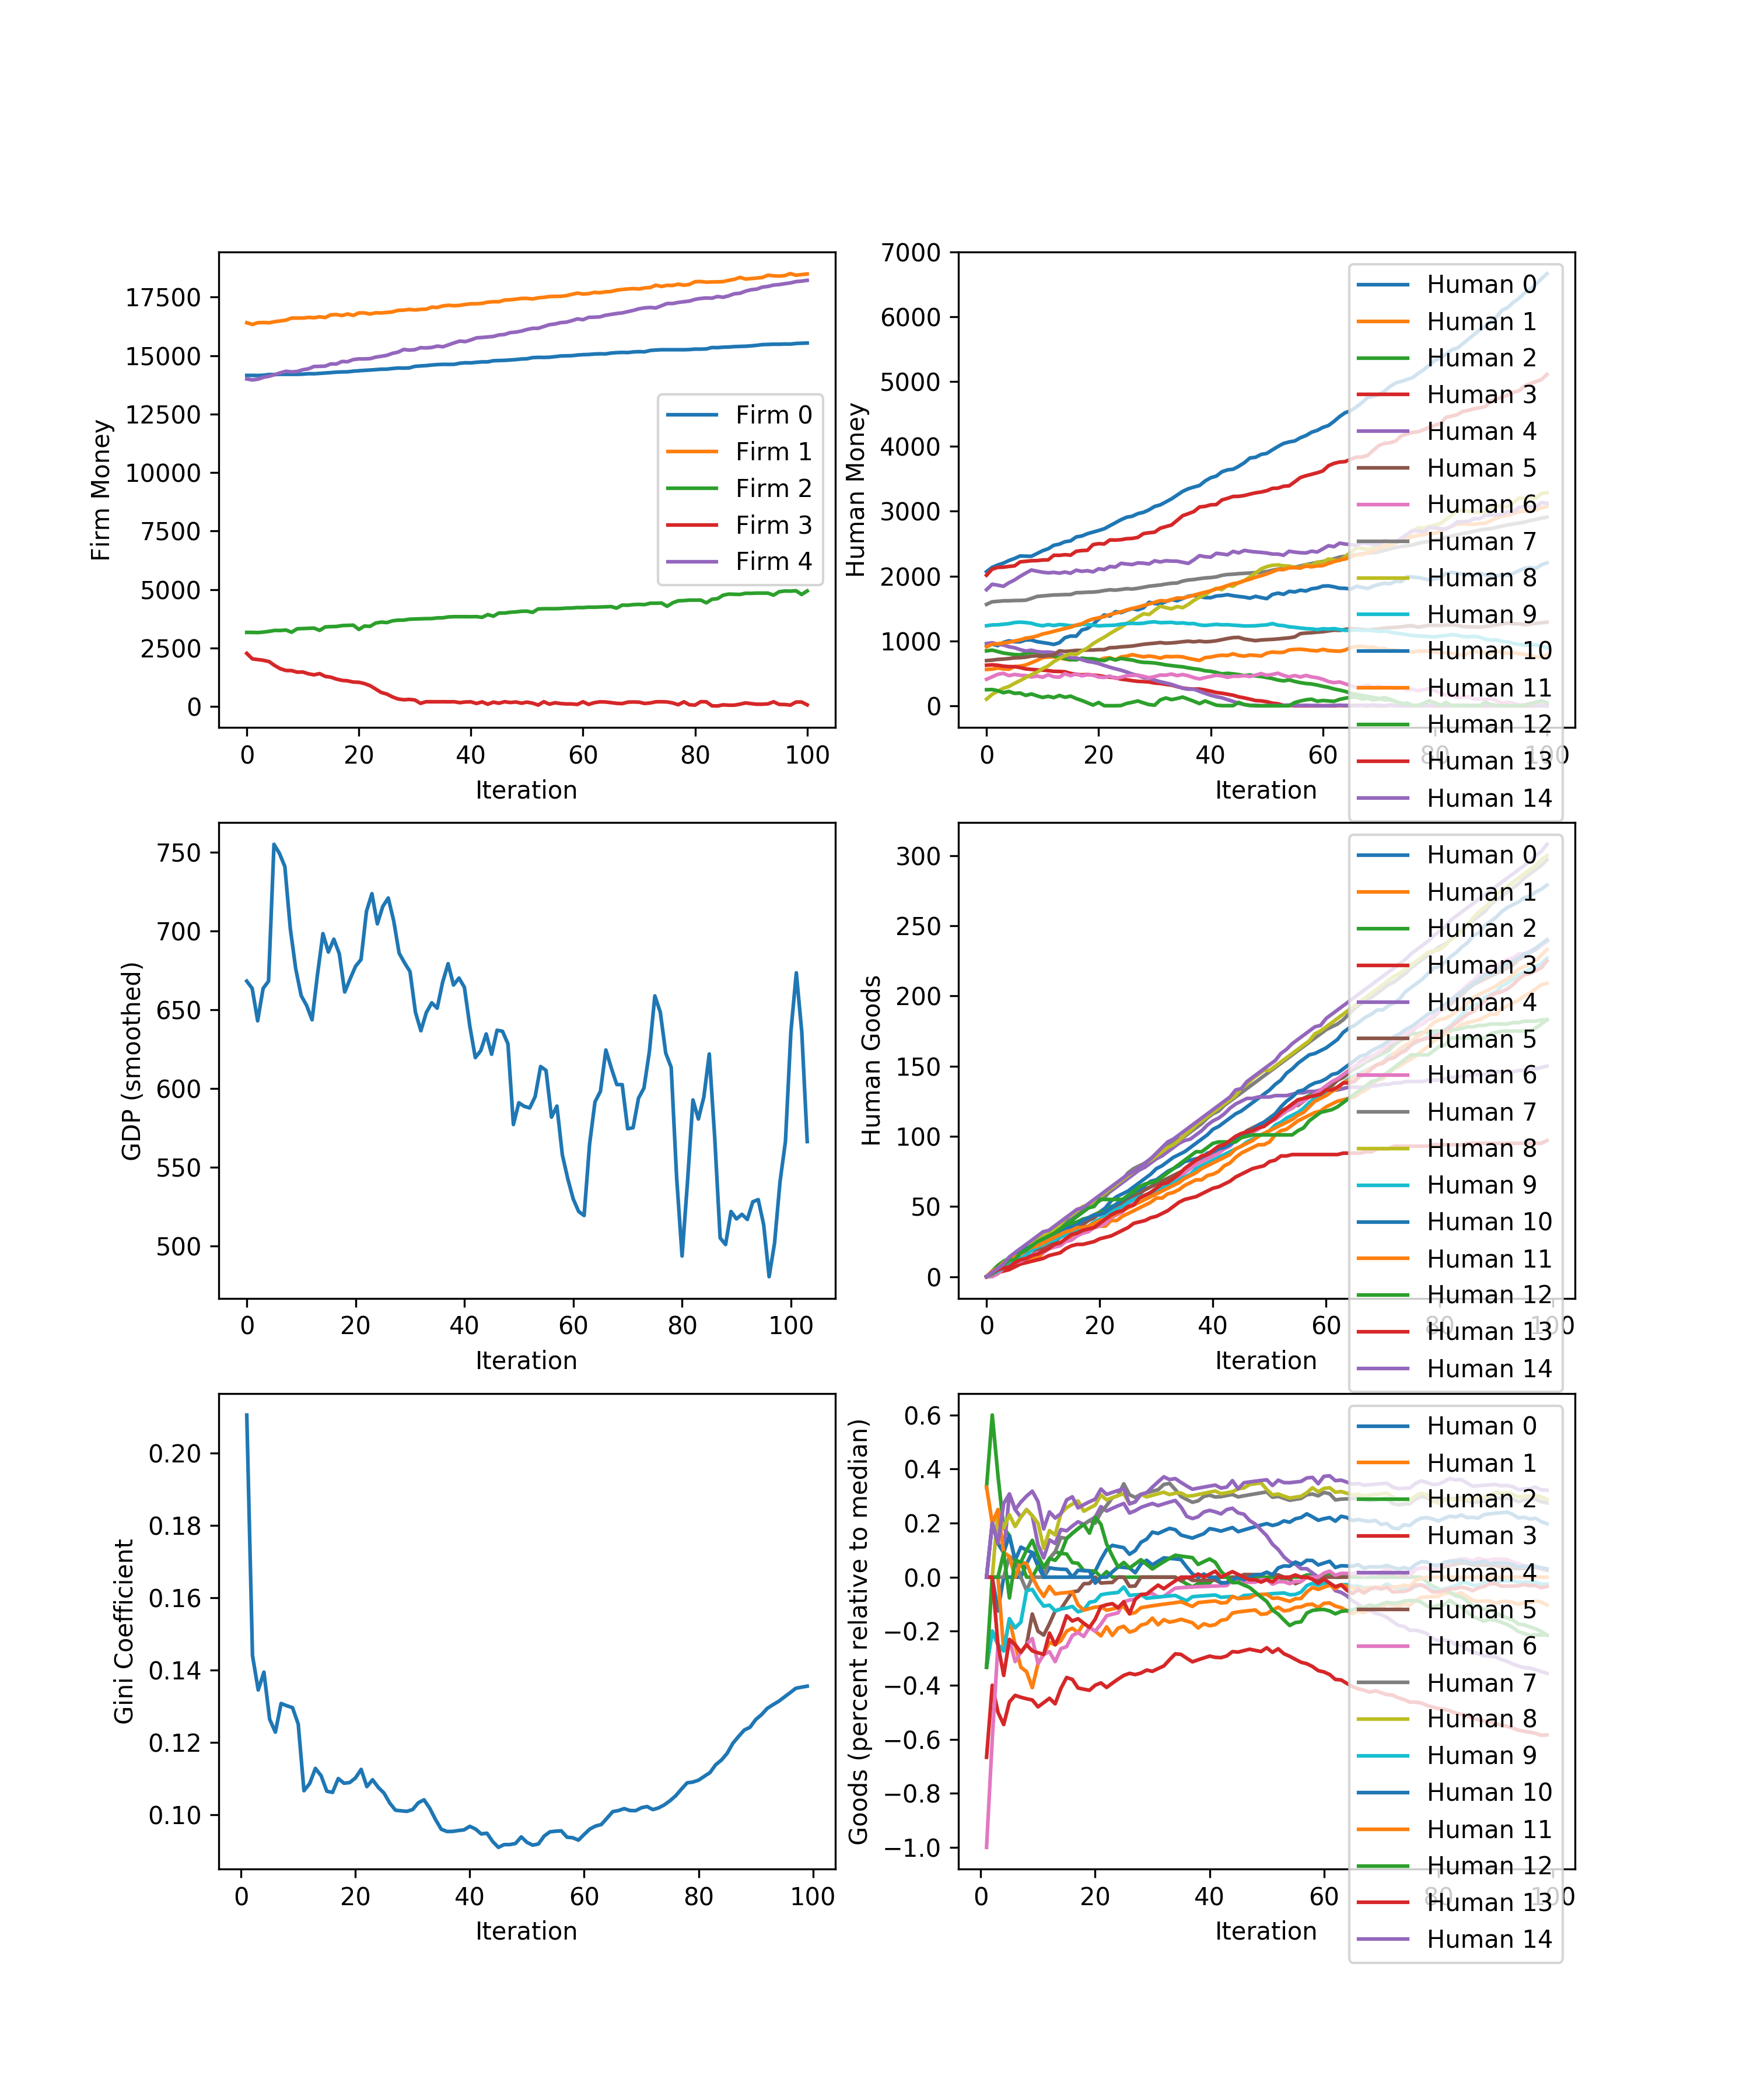 Firm Money
17500
15000
12500
10000
7500
5000
2500
0
0 20 40 60 80 100
Iteration
Firm 0
Firm 1
Firm 2
Firm 3
Firm 4
Human Money
7000
6000
5000
4000
3000
2000
1000
0
0 20 40 60 80 100
Iteration
Human 0
Human 1
Human 2
Human 3
Human 4
Human 5
Human 6
Human 7
Human 8
Human 9
Human 10
Human 11
Human 12
Human 13
Human 14
GDP (smoothed)
750
700
650
600
550
500
0 20 40 60 80 100
Iteration
Human Goods
300
250
200
150
100
50
0
0 20 40 60 80 100
Iteration
Human 0
Human 1
Human 2
Human 3
Human 4
Human 5
Human 6
Human 7
Human 8
Human 9
Human 10
Human 11
Human 12
Human 13
Human 14
Gini Coefficient
0.20
0.18
0.16
0.14
0.12
0.10
0 20 40 60 80 100
Iteration
Goods (percent relative to median)
0.6
0.4
0.2
0.0
−0.2
−0.4
−0.6
−0.8
−1.0
0 20 40 60 80 100
Iteration
Human 0
Human 1
Human 2
Human 3
Human 4
Human 5
Human 6
Human 7
Human 8
Human 9
Human 10
Human 11
Human 12
Human 13
Human 14